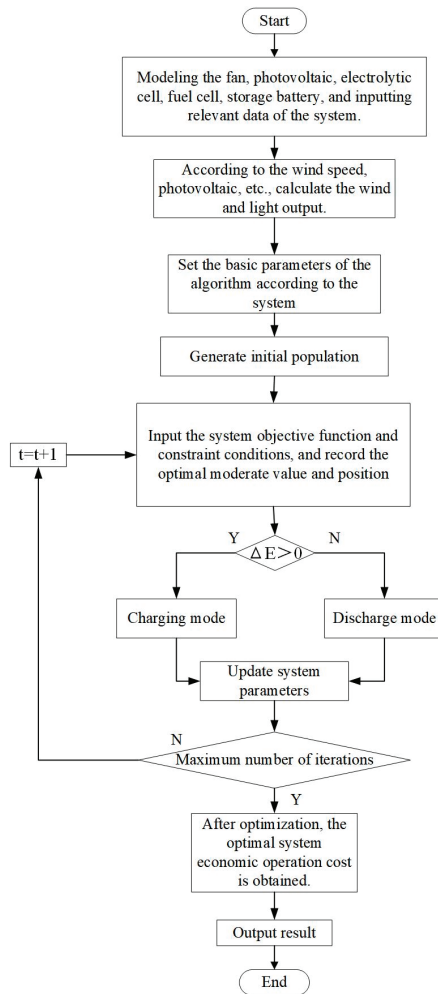 Start
Modeling the fan, photovoltaic, electrolytic
cell, fuel cell, storage battery, and inputting
relevant data of the system.
According to the wind speed,
photovoltaic, etc., calculate the wind
and light output.
Set the basic parameters of the
algorithm according to the
system
Generate initial population
t=t+1
Input the system objective function and
constraint conditions, and record the
optimal moderate value and position
Y
ΔE>0
N
Charging mode
Discharge mode
Update system
parameters
N
Maximum number of iterations
Y
After optimization, the
optimal system
economic operation cost
is obtained.
Output result
End